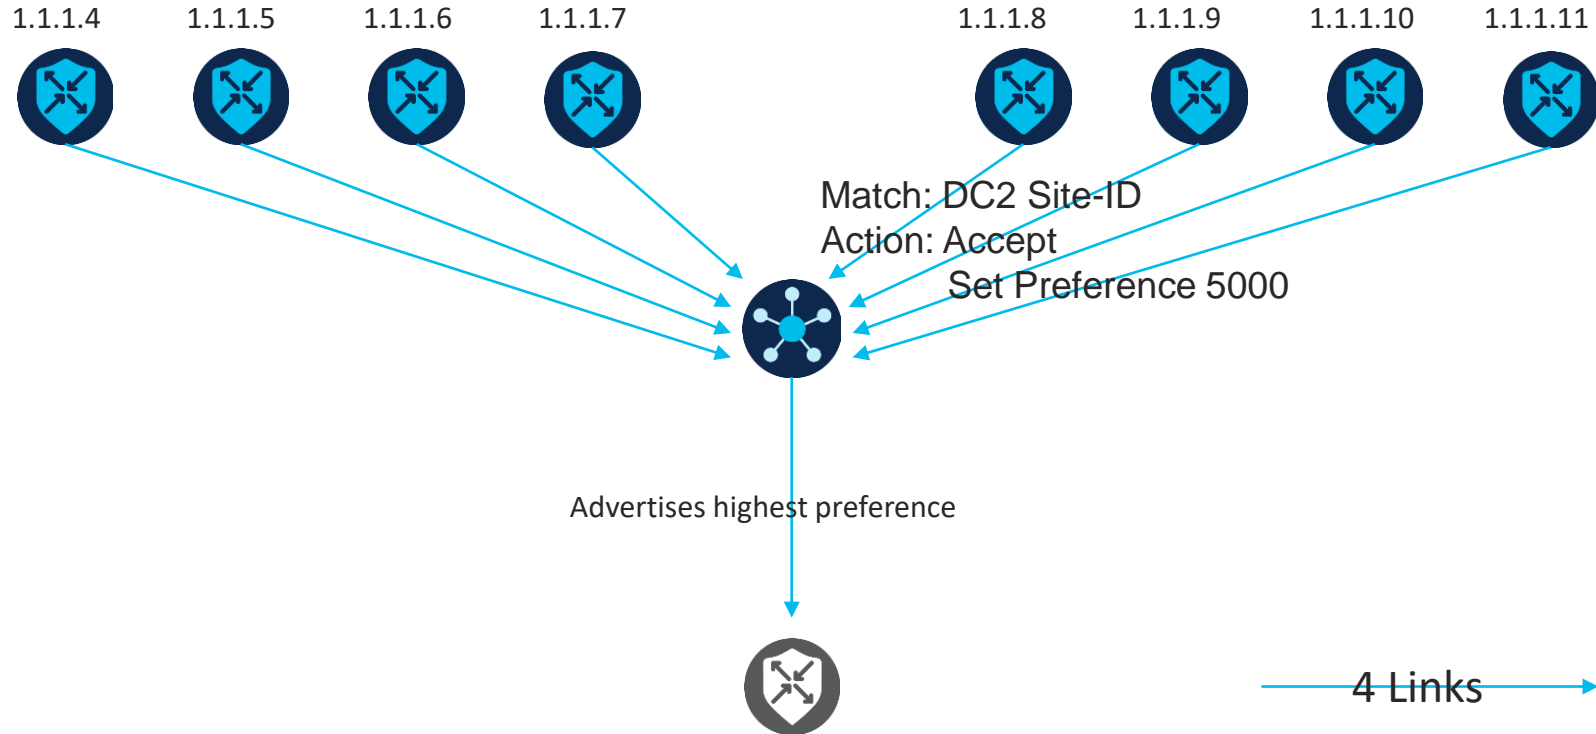 1.1.1.4
1.1.1.5
1.1.1.6
1.1.1.7
1.1.1.8
1.1.1.9
1.1.1.10
1.1.1.11
Match: DC2 Site-ID
Action: Accept
Set Preference 5000
Advertises highest preference
4 Links